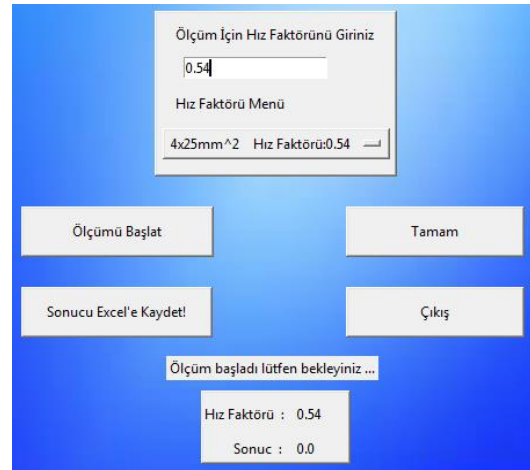 Ölçüm İçin Hız Faktörünü Giriniz
0.54
Hız Faktörü Menü
4x25mm^2 Hız Faktörü:0.54
Ölçümü Başlat
Tamam
Sonucu Excel'e Kaydet!
Çıkış
Ölçüm başladı lütfen bekleyiniz ...
Hız Faktörü : 0.54
Sonuc : 0.0